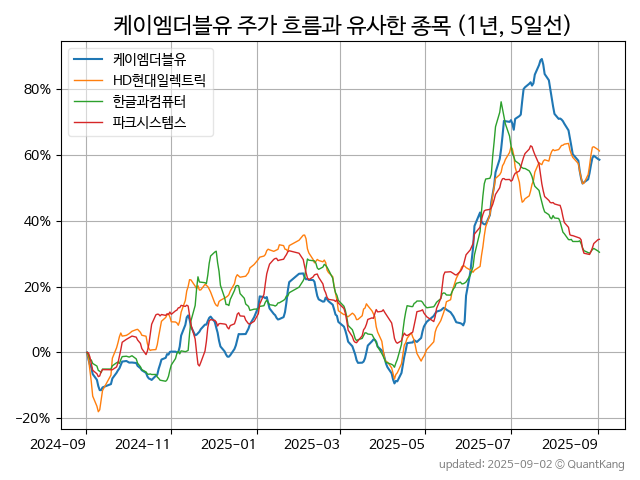 케이엠더블유 주가 흐름과 유사한 종목 (1년, 5일선)
케이엠더블유
HD현대일렉트릭
한글과컴퓨터
파크시스템스
80%
60%
40%
20%
0%
−20%
2024-09 2024-11 2025-01 2025-03 2025-05 2025-07 2025-09
updated: 2025-09-02 © QuantKang